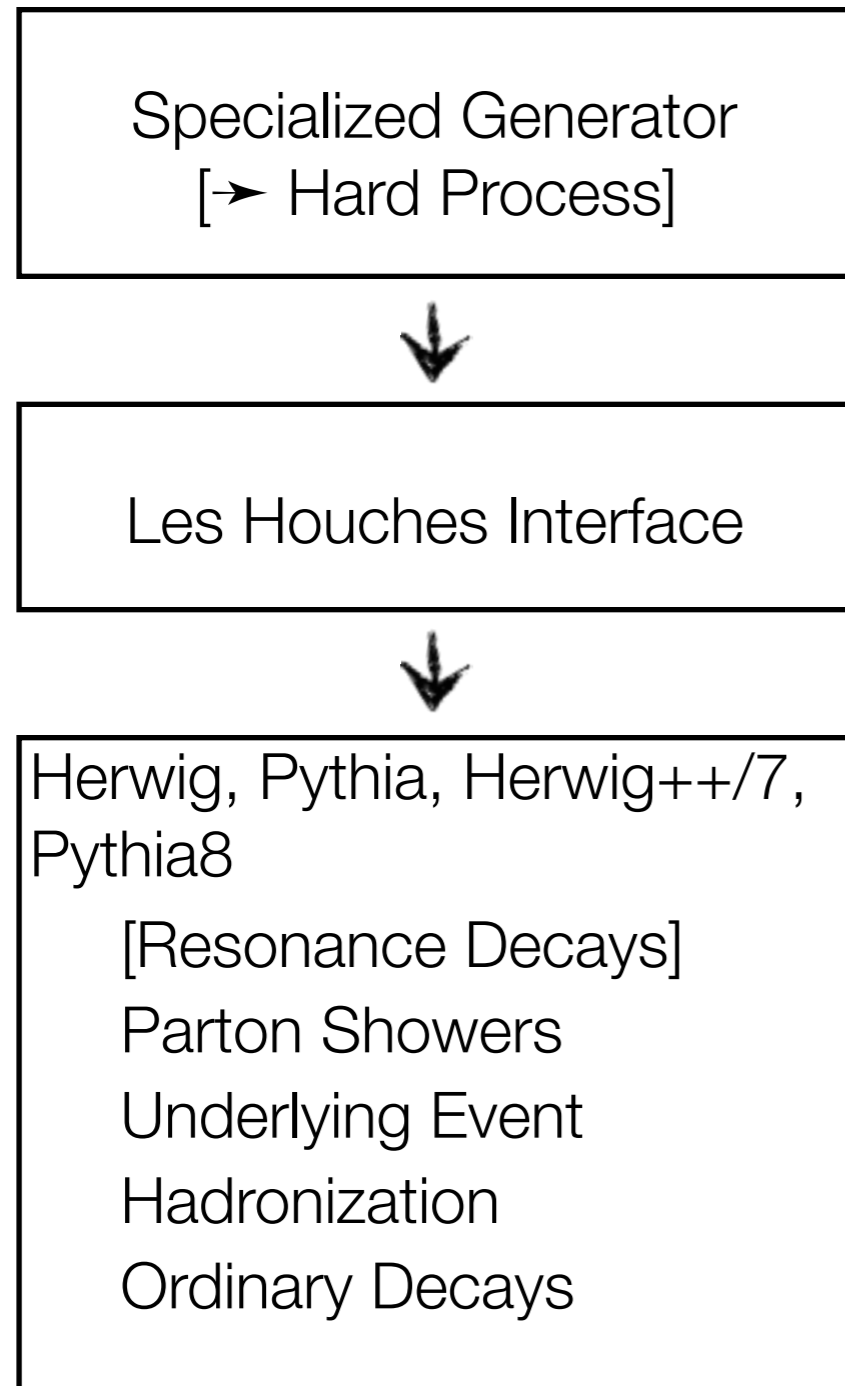 Specialized Generator
[➛ Hard Process]
Les Houches Interface
Herwig, Pythia, Herwig++/7,
Pythia8
[Resonance Decays]
Parton Showers
Underlying Event
Hadronization
Ordinary Decays